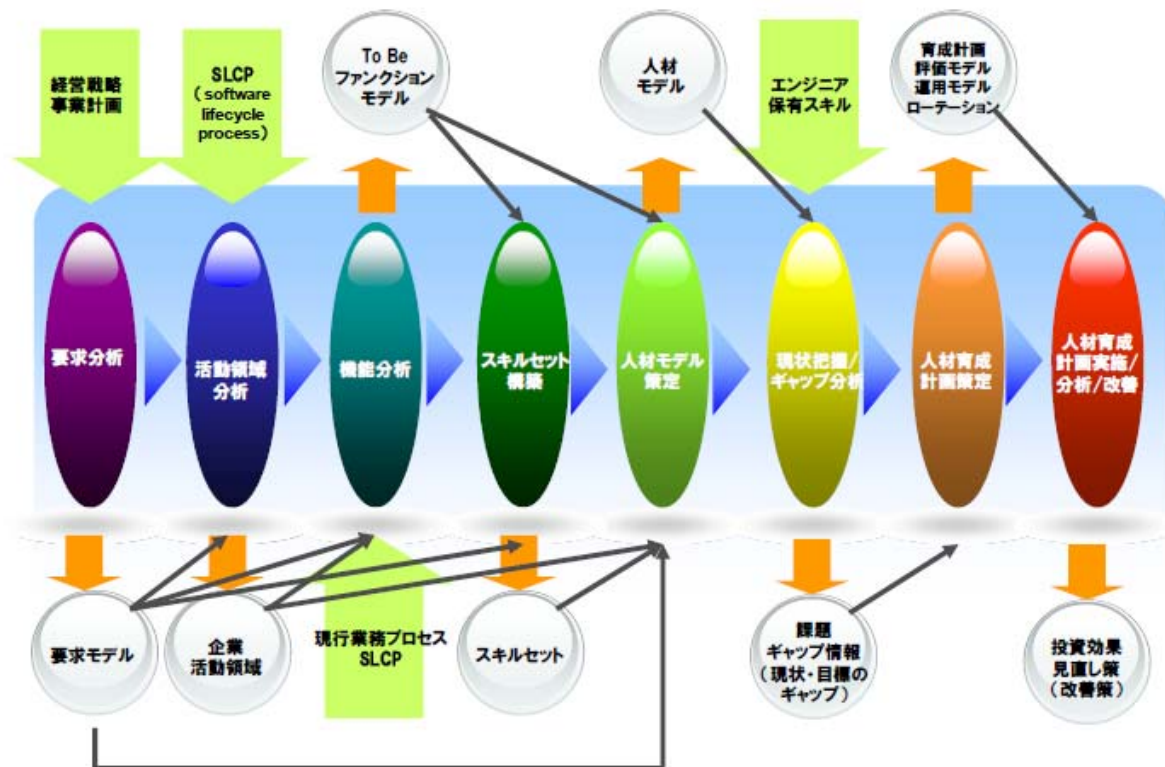 経営戦略
事業計画
SLCP
(software
lifecycle
process)
To Be
ファンクション
モデル
人材
モデル
エンジニア
保有スキル
育成計画
評価モデル
運用モデル
ローテーション
要求分析
活動領域
分析
機能分析
スキルセット
構築
人材モデル
策定
現状把握/
ギャップ分析
人材育成
計画策定
人材育成
計画実施/
分析/改善
要求モデル
企業
活動領域
現行業務プロセス
SLCP
スキルセット
課題
ギャップ情報
(現状・目標の
ギャップ)
投資効果
見直し策
(改善策)